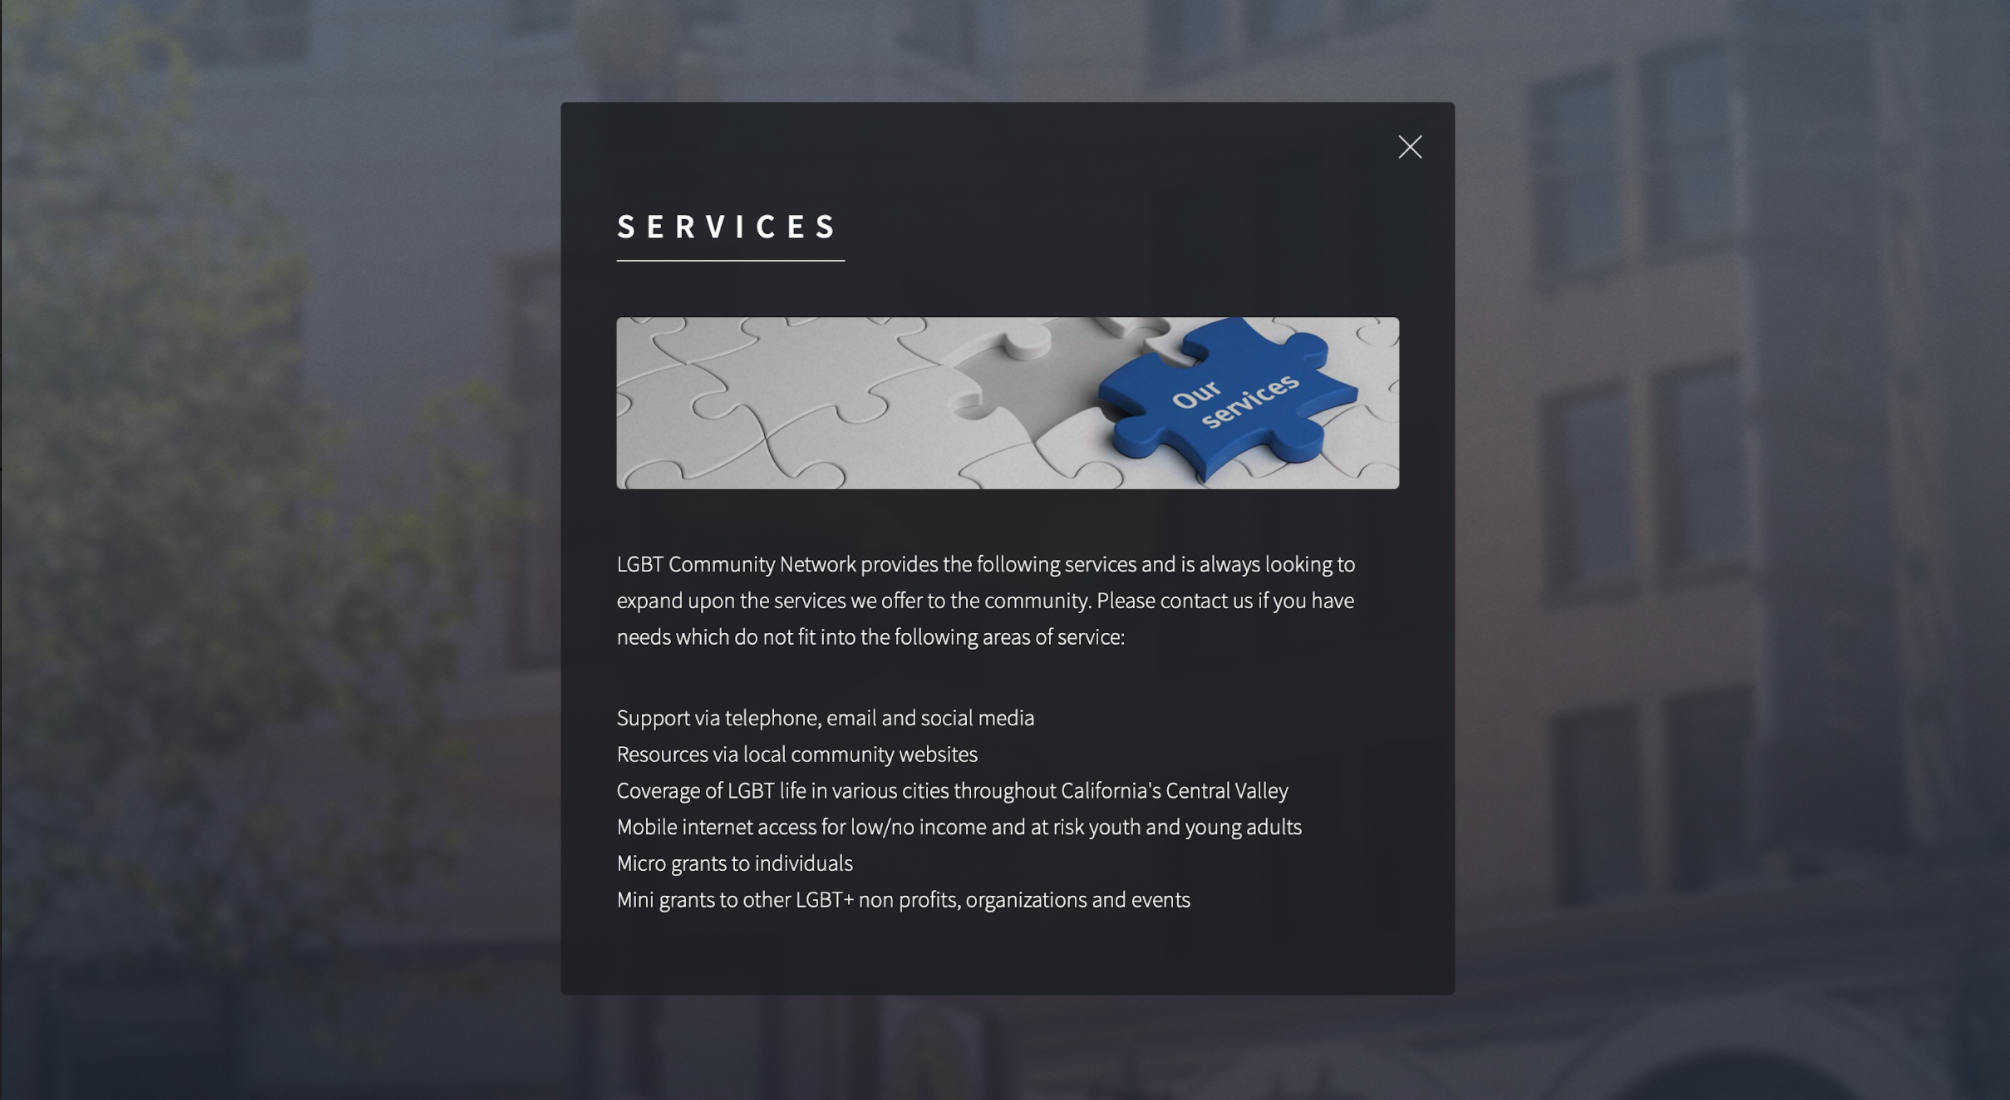 SERVICES
Our
services
LGBT Community Network provides the following services and is always looking to
expand upon the services we offer to the community. Please contact us if you have
needs which do not fit into the following areas of service:
Support via telephone, email and social media
Resources via local community websites
Coverage of LGBT life in various cities throughout California's Central Valley
Mobile internet access for low/no income and at risk youth and young adults
Micro grants to individuals
Mini grants to other LGBT+ non profits, organizations and events